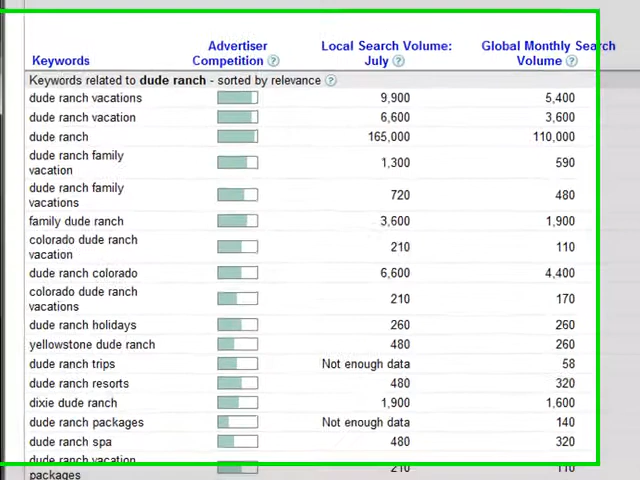 Advertiser Local Search Volume: Global Monthly Search
Keywords Competition ? July ? Volume ?
Keywords related to dude ranch - sorted by relevance ?
dude ranch vacations 9,900 5,400
dude ranch vacation 6,600 3,600
dude ranch 165,000 110,000
dude ranch family
vacation 1,300 590
dude ranch family
vacations 720 480
family dude ranch 3,600 1,900
colorado dude ranch
vacation 210 110
dude ranch colorado 6,600 4,400
colorado dude ranch
vacations 210 170
dude ranch holidays 260 260
yellowstone dude ranch 480 260
dude ranch trips Not enough data 58
dude ranch resorts 480 320
dixie dude ranch 1,900 1,600
dude ranch packages Not enough data 140
dude ranch spa 480 320
dude ranch vacation
packages 210 110